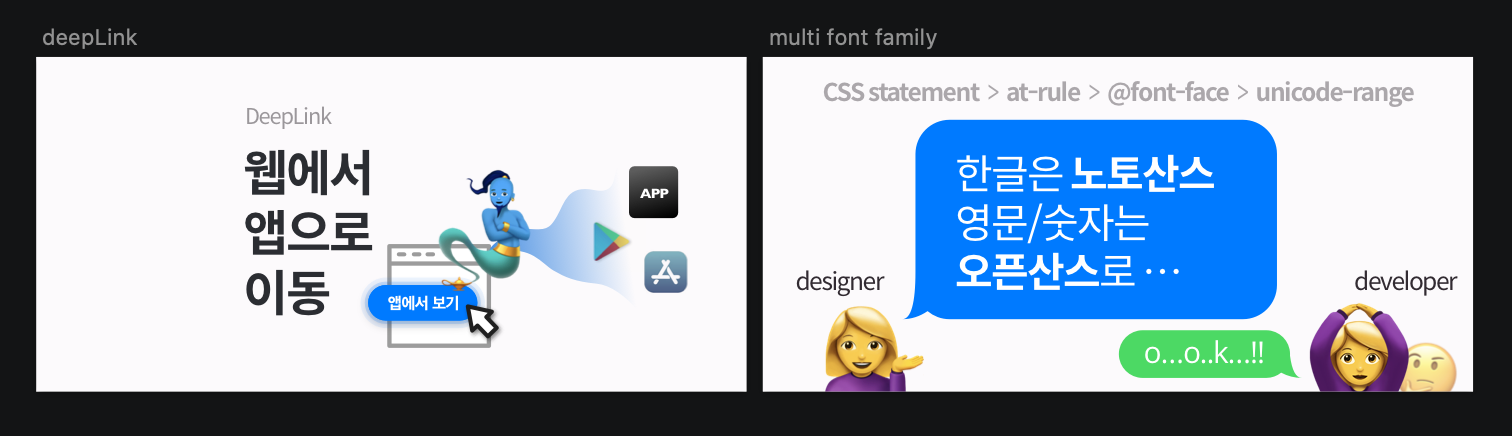 deepLink
DeepLink
웹에서
앱으로
이동
앱에서 보기
APP
multi font family
CSS statement > at-rule > @font-face > unicode-range
한글은 노토산스
영문/숫자는
오픈산스로 …
designer
developer
o...o..k...!!